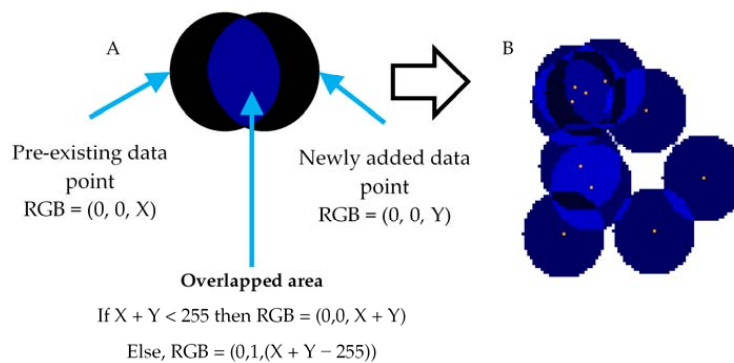 A
B
Pre-existing data
point
RGB = (0, 0, X)
Newly added data
point
RGB = (0, 0, Y)
Overlapped area
If X + Y < 255 then RGB = (0,0, X + Y)
Else, RGB = (0,1,(X + Y − 255))